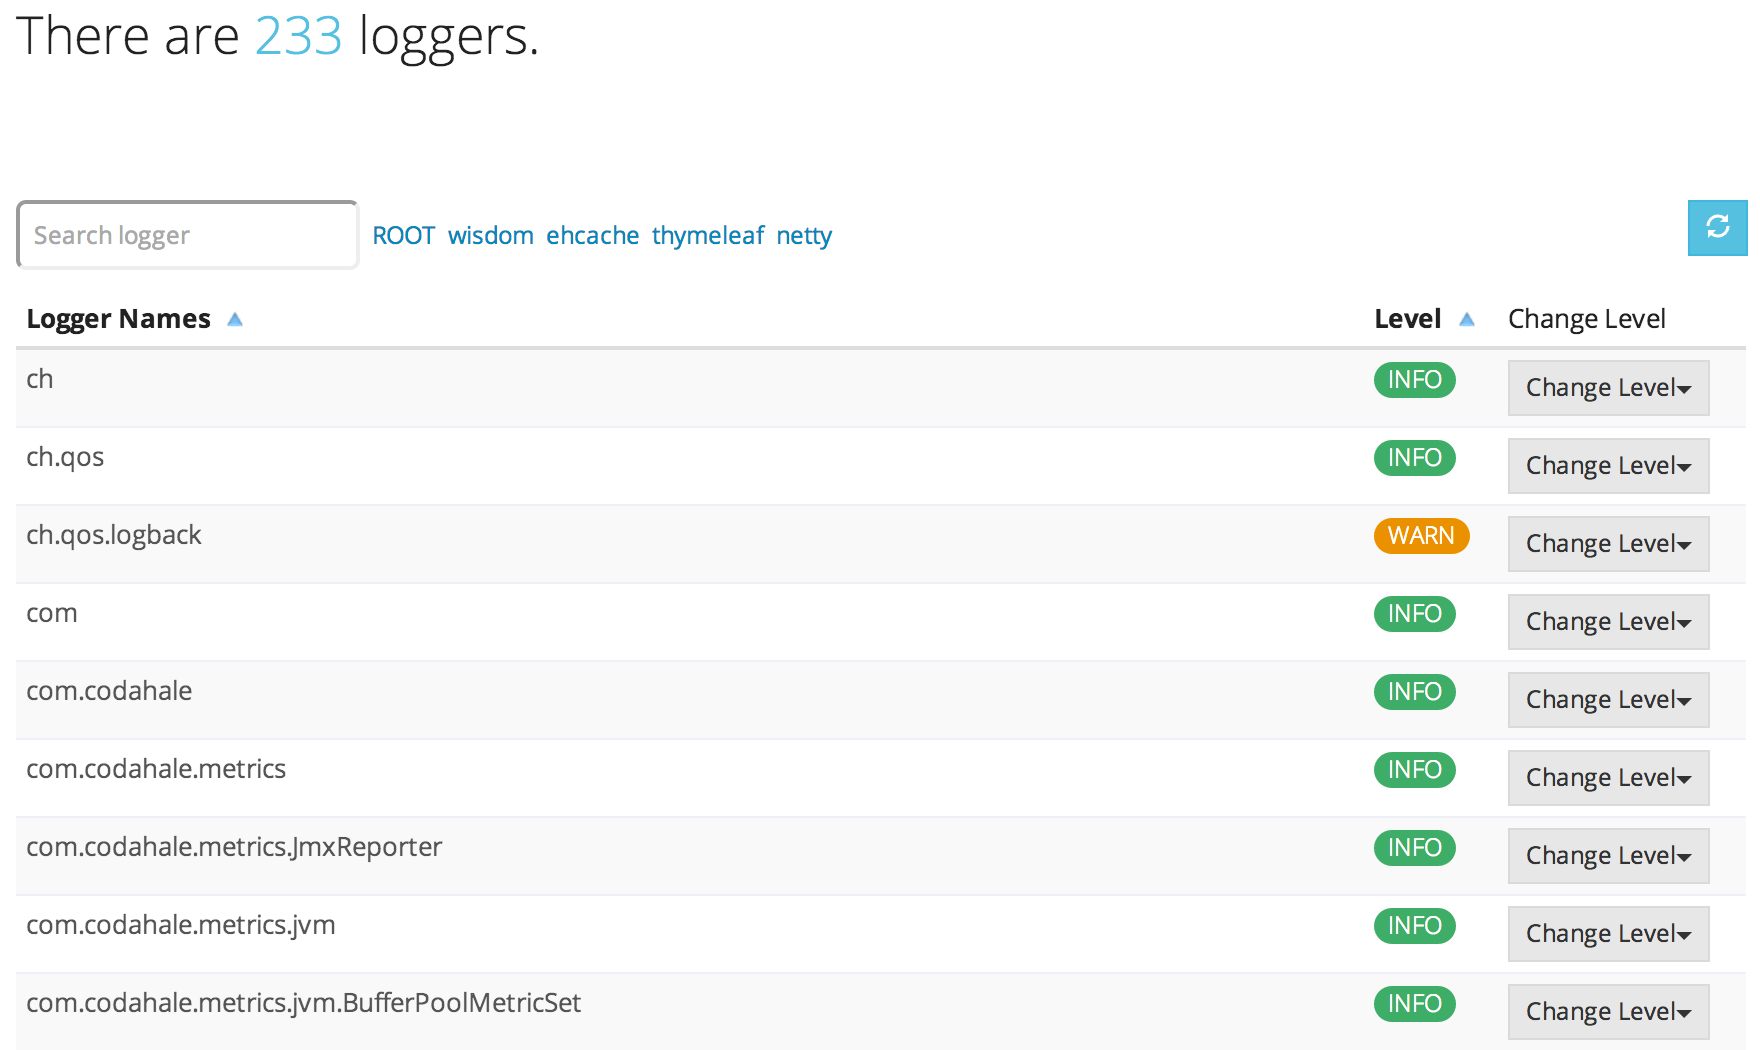 There are 233 loggers.
Search logger ROOT wisdom ehcache thymeleaf netty
Logger Names Level Change Level
ch INFO Change Level
ch.qos INFO Change Level
ch.qos.logback WARN Change Level
com INFO Change Level
com.codahale INFO Change Level
com.codahale.metrics INFO Change Level
com.codahale.metrics.JmxReporter INFO Change Level
com.codahale.metrics.jvm INFO Change Level
com.codahale.metrics.jvm.BufferPoolMetricSet INFO Change Level